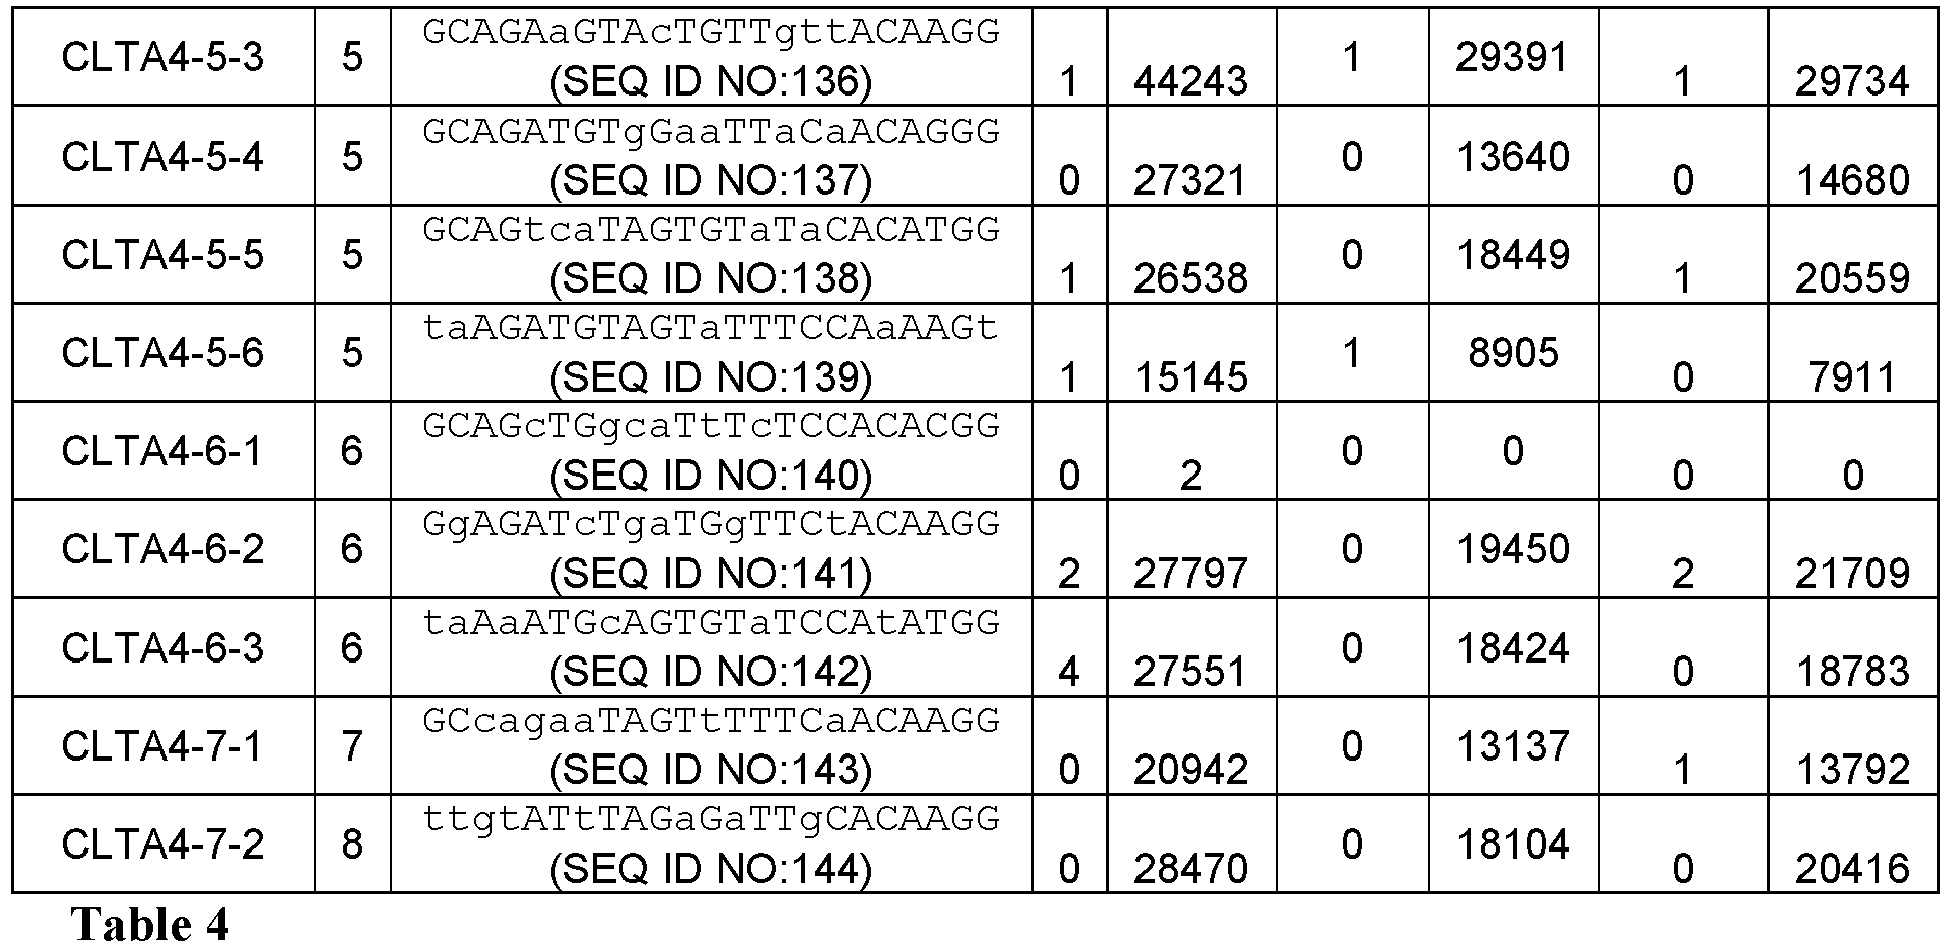 CLTA4-5-3 5 GCAGAaGTAcTGTTgttACAAGG 1 29391
(SEQ ID NO:136) 1 44243 1 29734
CLTA4-5-4 5 GCAGATGTgGaaTTaCaACAGGG 0 13640
(SEQ ID NO:137) 0 27321 0 14680
CLTA4-5-5 5 GCAGtcaTAGTGTaTaCACATGG 0 18449
(SEQ ID NO:138) 1 26538 1 20559
CLTA4-5-6 5 taAGATGTAGTaTTTCCAaAAGt 1 8905
(SEQ ID NO:139) 1 15145 0 7911
CLTA4-6-1 6 GCAGcTGgcaTtTcTCCACACGG 0 0
(SEQ ID NO:140) 0 2 0 0
CLTA4-6-2 6 GgAGATcTgaTGgTTCtACAAGG 0 19450
(SEQ ID NO:141) 2 27797 2 21709
CLTA4-6-3 6 taAaATGcAGTGTaTCCAtATGG 0 18424
(SEQ ID NO:142) 4 27551 0 18783
CLTA4-7-1 7 GCcagaaTAGTtTTTCaACAAGG 0 13137
(SEQ ID NO:143) 0 20942 1 13792
CLTA4-7-2 8 ttgtATtTAGaGaTTgCACAAGG 0 18104
(SEQ ID NO:144) 0 28470 0 20416
Table 4